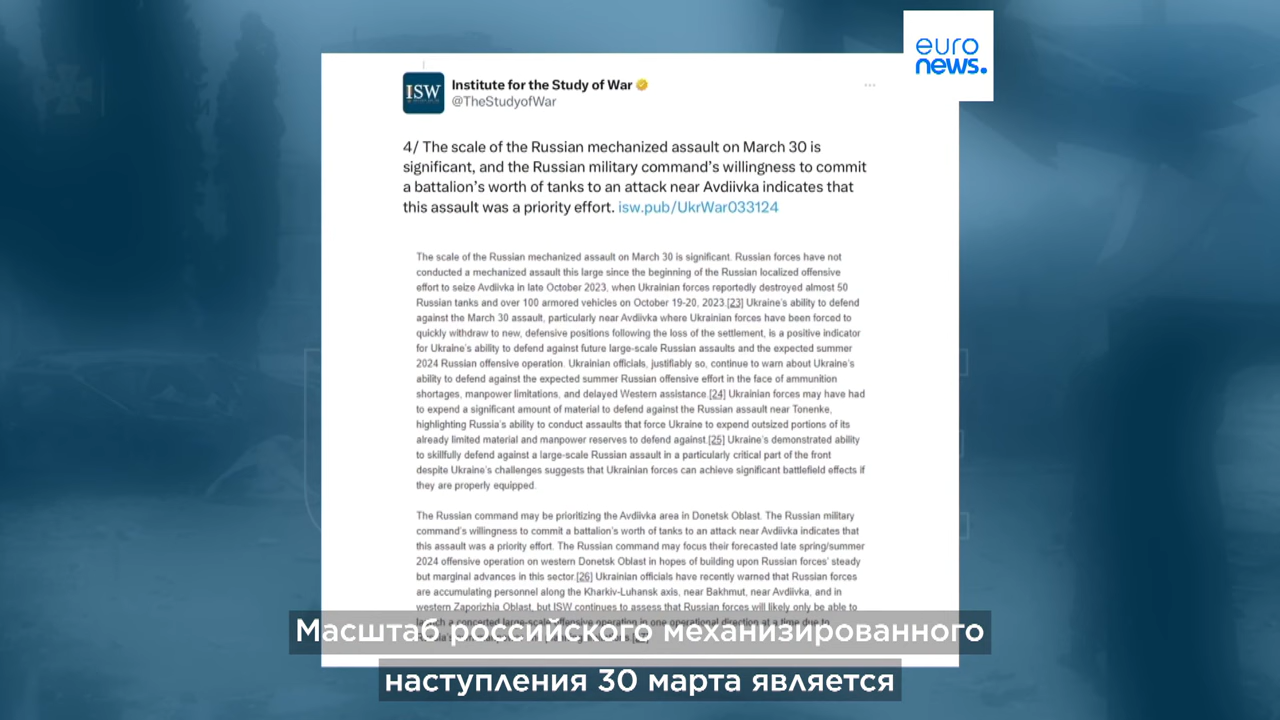 euro
news.
ISW
Institute for the Study of War
@TheStudyofWar
4/ The scale of the Russian mechanized assault on March 30 is
significant, and the Russian military command's willingness to commit
a battalion's worth of tanks to an attack near Avdiivka indicates that
this assault was a priority effort. isw.pub/UkrWar033124
The scale of the Russian mechanized assault on March 30 is significant. Russian forces have not
conducted a mechanized assault this large since the beginning of the Russian localized offensive
effort to seize Avdiivka in late October 2023, when Ukrainian forces reportedly destroyed almost 50
Russian tanks and over 100 armored vehicles on October 19-20, 2023.[23] Ukraine's ability to defend
against the March 30 assault, particularly near Avdiivka where Ukrainian forces have been forced to
quickly withdraw to new, defensive positions following the loss of the settlement, is a positive indicator
for Ukraine's ability to defend against future large-scale Russian assaults and the expected summer
2024 Russian offensive operation. Ukrainian officials, justifiably so, continue to warn about Ukraine's
ability to defend against the expected summer Russian offensive effort in the face of ammunition
shortages, manpower limitations, and delayed Western assistance.[24] Ukrainian forces may have had
to expend a significant amount of material to defend against the Russian assault near Tonenke,
highlighting Russia's ability to conduct assaults that force Ukraine to expend outsized portions of its
already limited material and manpower reserves to defend against.[25] Ukraine's demonstrated ability
to skillfully defend against a large-scale Russian assault in a particularly critical part of the front
despite Ukraine's challenges suggests that Ukrainian forces can achieve significant battlefield effects if
they are properly equipped.
The Russian command may be prioritizing the Avdiivka area in Donetsk Oblast. The Russian military
command's willingness to commit a battalion's worth of tanks to an attack near Avdiivka indicates that
this assault was a priority effort. The Russian command may focus their forecasted late spring/summer
2024 offensive operation on western Donetsk Oblast in hopes of building upon Russian forces' steady
but marginal advances in this sector.[26] Ukrainian officials have recently warned that Russian forces
are accumulating personnel along the Kharkiv-Luhansk axis, near Bakhmut, near Avdiivka, and in
western Zaporizhia Oblast, but ISW continues to assess that Russian forces will likely only be able to
a concerted large-scale offensive operation in one operational direction at a time due to
Масштаб российского механизированного
наступления 30 марта является